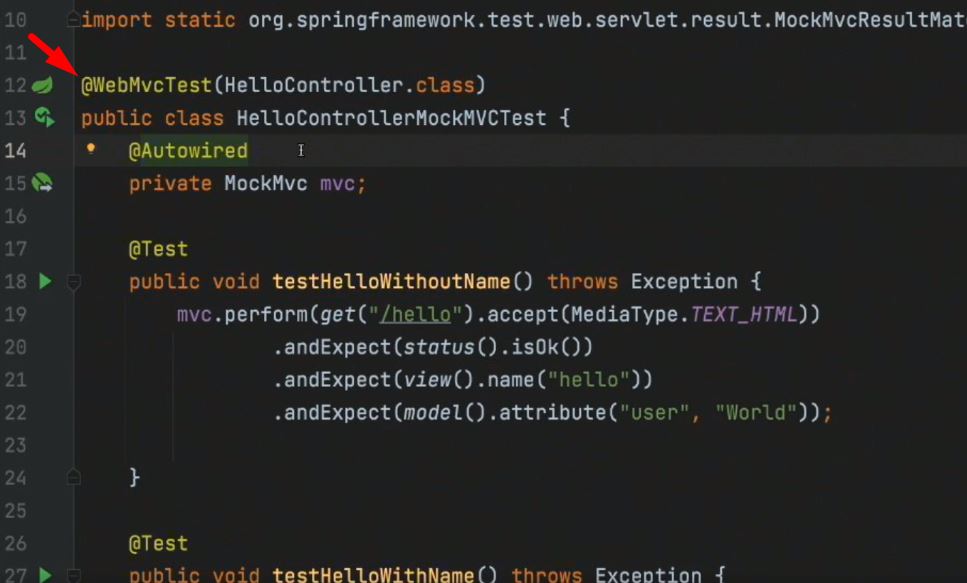 10 import static org.springframework.test.web.servlet.result.MockMvcResultMat
11
12 @WebMvcTest(HelloController.class)
13 public class HelloControllerMockMVCTest {
14 @Autowired
15 private MockMvc mvc;
16
17 @Test
18 public void testHelloWithoutName() throws Exception {
19 mvc.perform(get("/hello").accept(MediaType.TEXT_HTML))
20 .andExpect(status().isOk())
21 .andExpect(view().name("hello"))
22 .andExpect(model().attribute("user", "World"));
23
24 }
25
26 @Test
27 public void testHelloWithName() throws Exception {